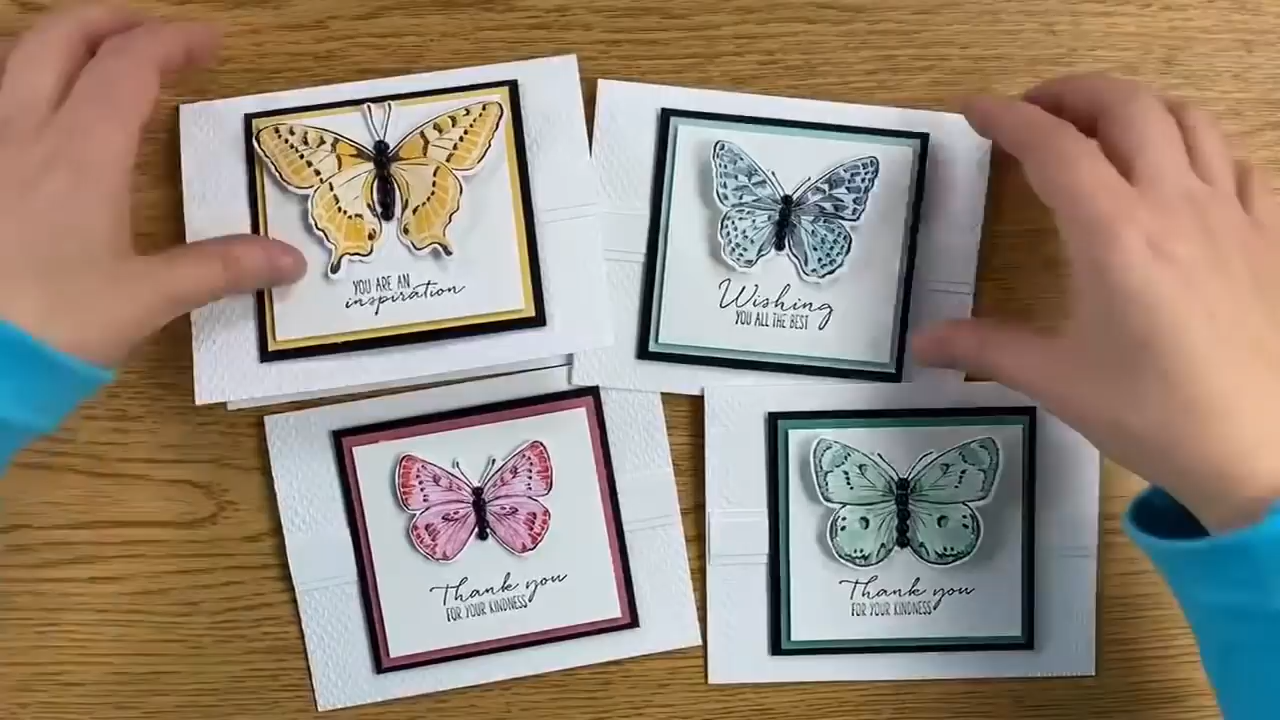 YOU ARE AN
inspiration
Wishing
YOU ALL THE BEST
Thank you
FOR YOUR KINDNESS
Thank you
FOR YOUR KINDNESS